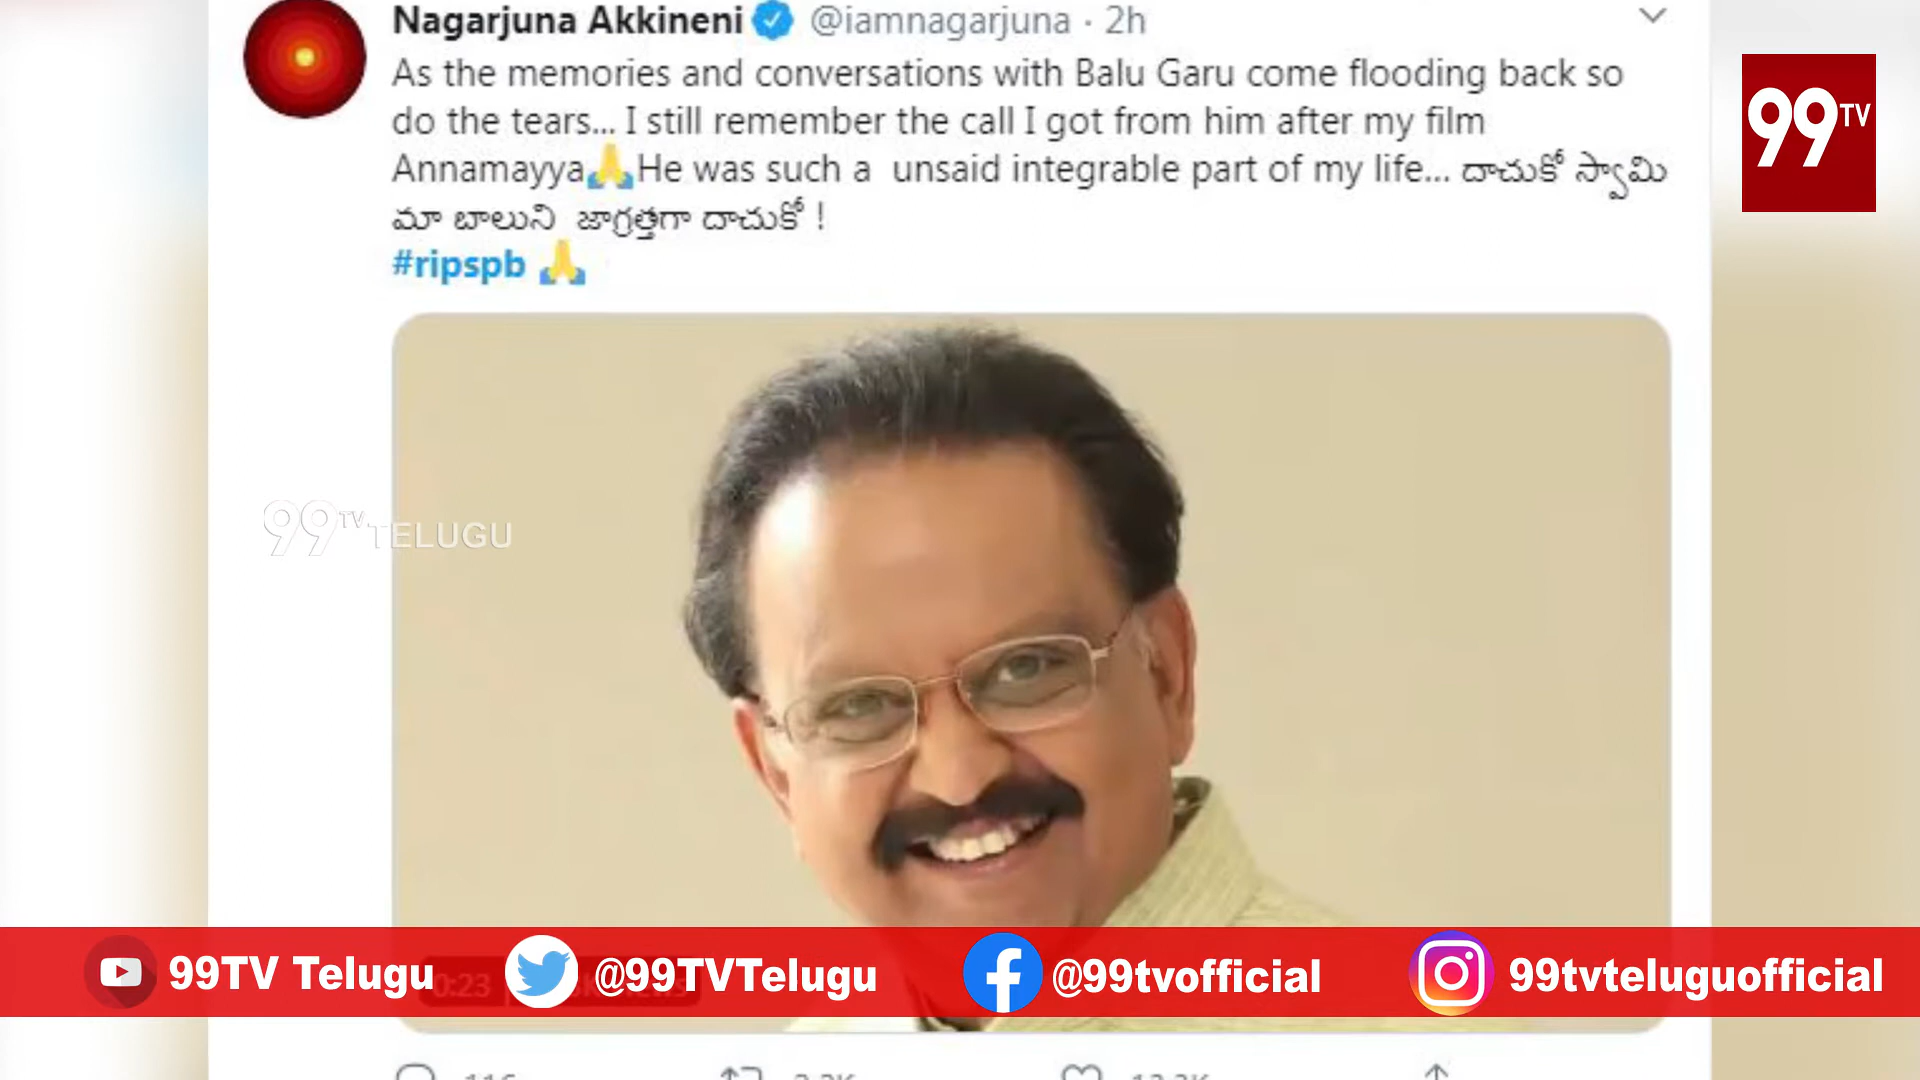 Nagarjuna Akkineni @iamnagarjuna · 2h
As the memories and conversations with Balu Garu come flooding back so
do the tears... I still remember the call I got from him after my film
Annamayya🙏He was such a unsaid integrable part of my life... దాచుకో స్వామి
మా బాలుని జాగ్రత్తగా దాచుకో !
#ripspb 🙏
99TV
99TV TELUGU
99TV Telugu
@99TVTelugu
@99tvofficial
99tvteluguofficial
0:23